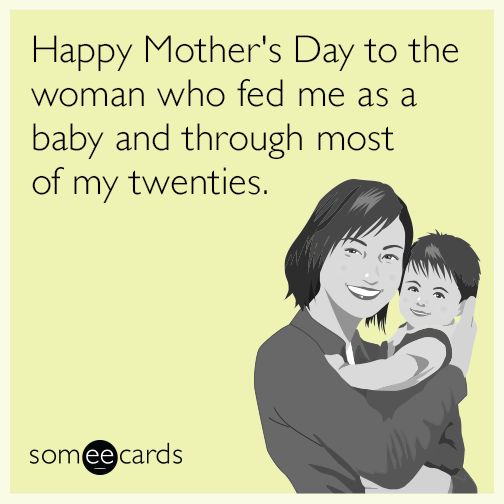 Happy Mother's Day to the
woman who fed me as a
baby and through most
of my twenties.
someecards